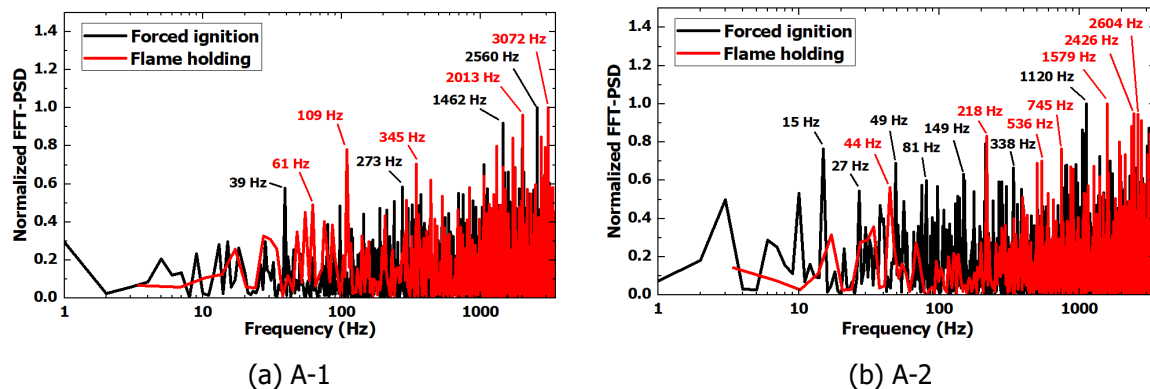 Normalized FFT-PSD
1.4
1.2
1.0
0.8
0.6
0.4
0.2
0.0
Forced ignition
Flame holding
3072 Hz
2560 Hz
2013 Hz
1462 Hz
109 Hz
345 Hz
61 Hz
39 Hz
273 Hz
1
10
100
1000
Frequency (Hz)
(a) A-1
Normalized FFT-PSD
1.4
1.2
1.0
0.8
0.6
0.4
0.2
0.0
Forced ignition
Flame holding
2604 Hz
2426 Hz
1579 Hz
1120 Hz
15 Hz
49 Hz
149 Hz
218 Hz
745 Hz
44 Hz
536 Hz
27 Hz
81 Hz
338 Hz
1
10
100
1000
Frequency (Hz)
(b) A-2